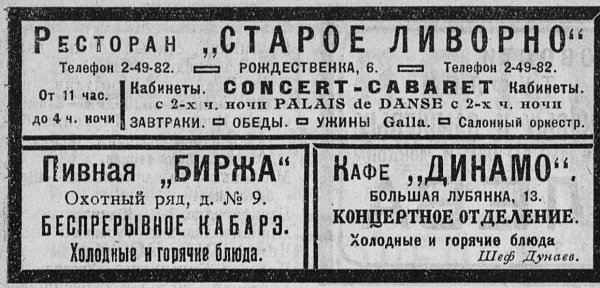 РЕСТОРАН „СТАРОЕ ЛИВОРНО“
Телефон 2-49-82. РОЖДЕСТВЕНКА, 6. Телефон 2-49-82.
От 11 час. до 4 ч. ночи
Кабинеты. CONCERT-CABARET Кабинеты.
с 2-х ч. ночи PALAIS de DANSE с 2-х ч. ночи
ЗАВТРАКИ. ОБЕДЫ. УЖИНЫ Galla. Салонный оркестр.
Пивная „БИРЖА“
Охотный ряд, д. № 9.
БЕСПРЕРЫВНОЕ КАБАРЭ.
Холодные и горячие блюда.
КАФЕ „ДИНАМО“.
БОЛЬШАЯ ЛУБЯНКА, 13.
КОНЦЕРТНОЕ ОТДЕЛЕНИЕ.
Холодные и горячие блюда
Шеф Дунаев.